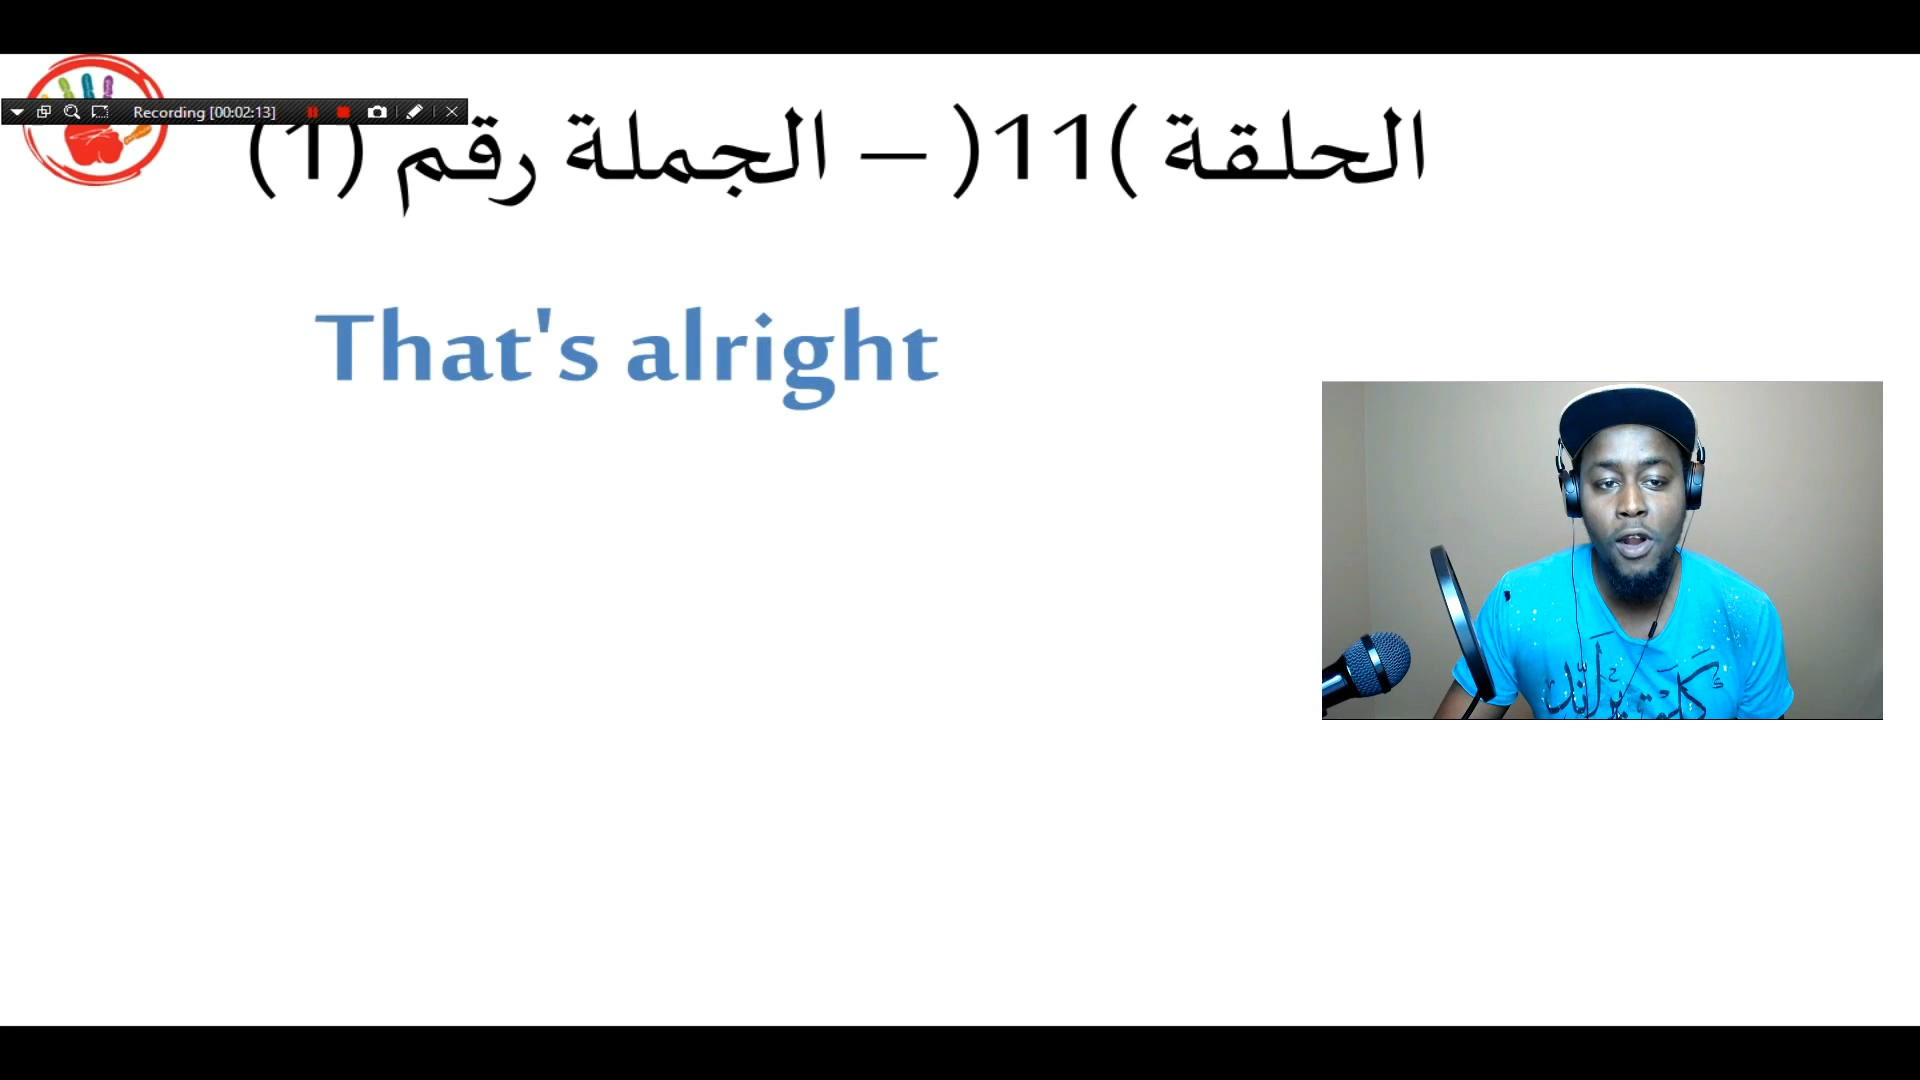 Recording [00:02:13]
الحلقة )11( – الجملة رقم (1)
That's alright